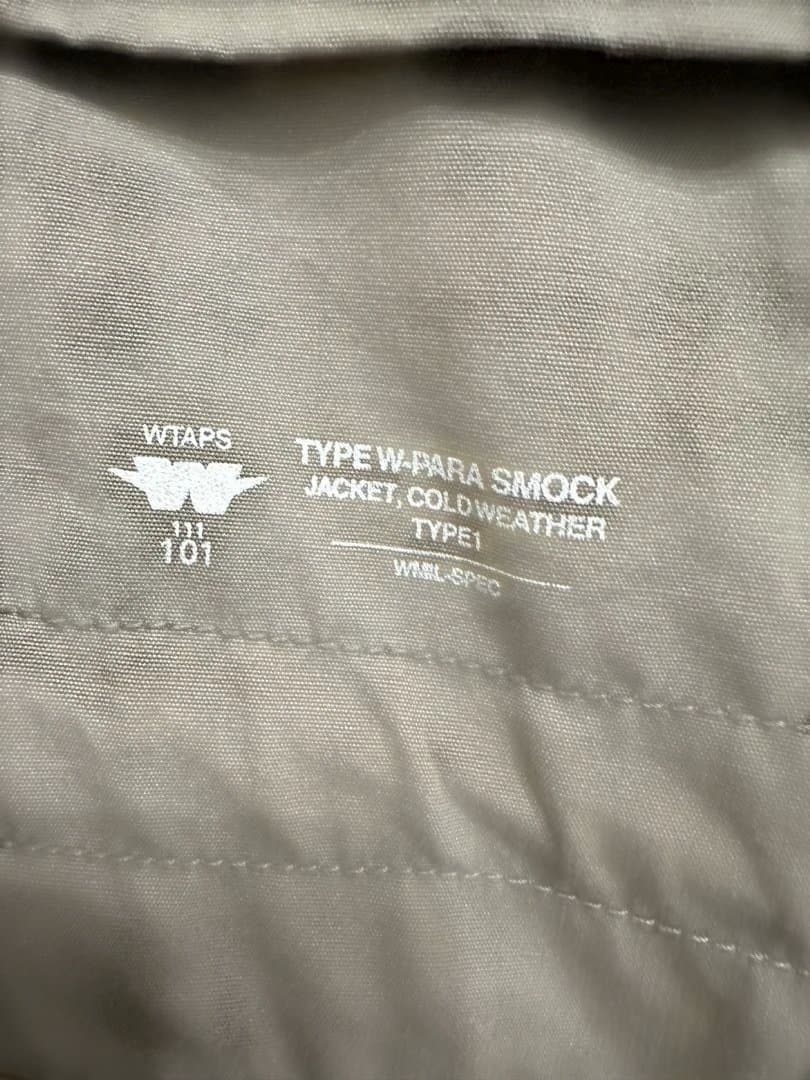 WTAPS
W
111
101
TYPE W-PARA SMOCK
JACKET, COLD WEATHER
TYPE1
WMIL-SPEC